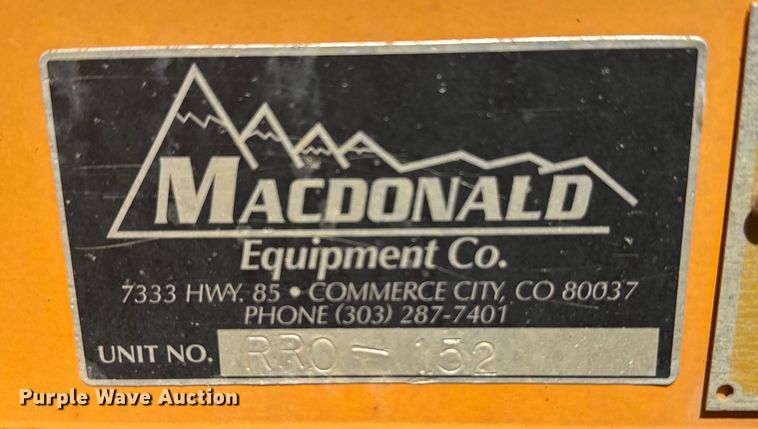 MACDONALD
Equipment Co.
7333 HWY. 85 • COMMERCE CITY, CO 80037
PHONE (303) 287-7401
UNIT NO. RRO - 152
Purple Wave Auction